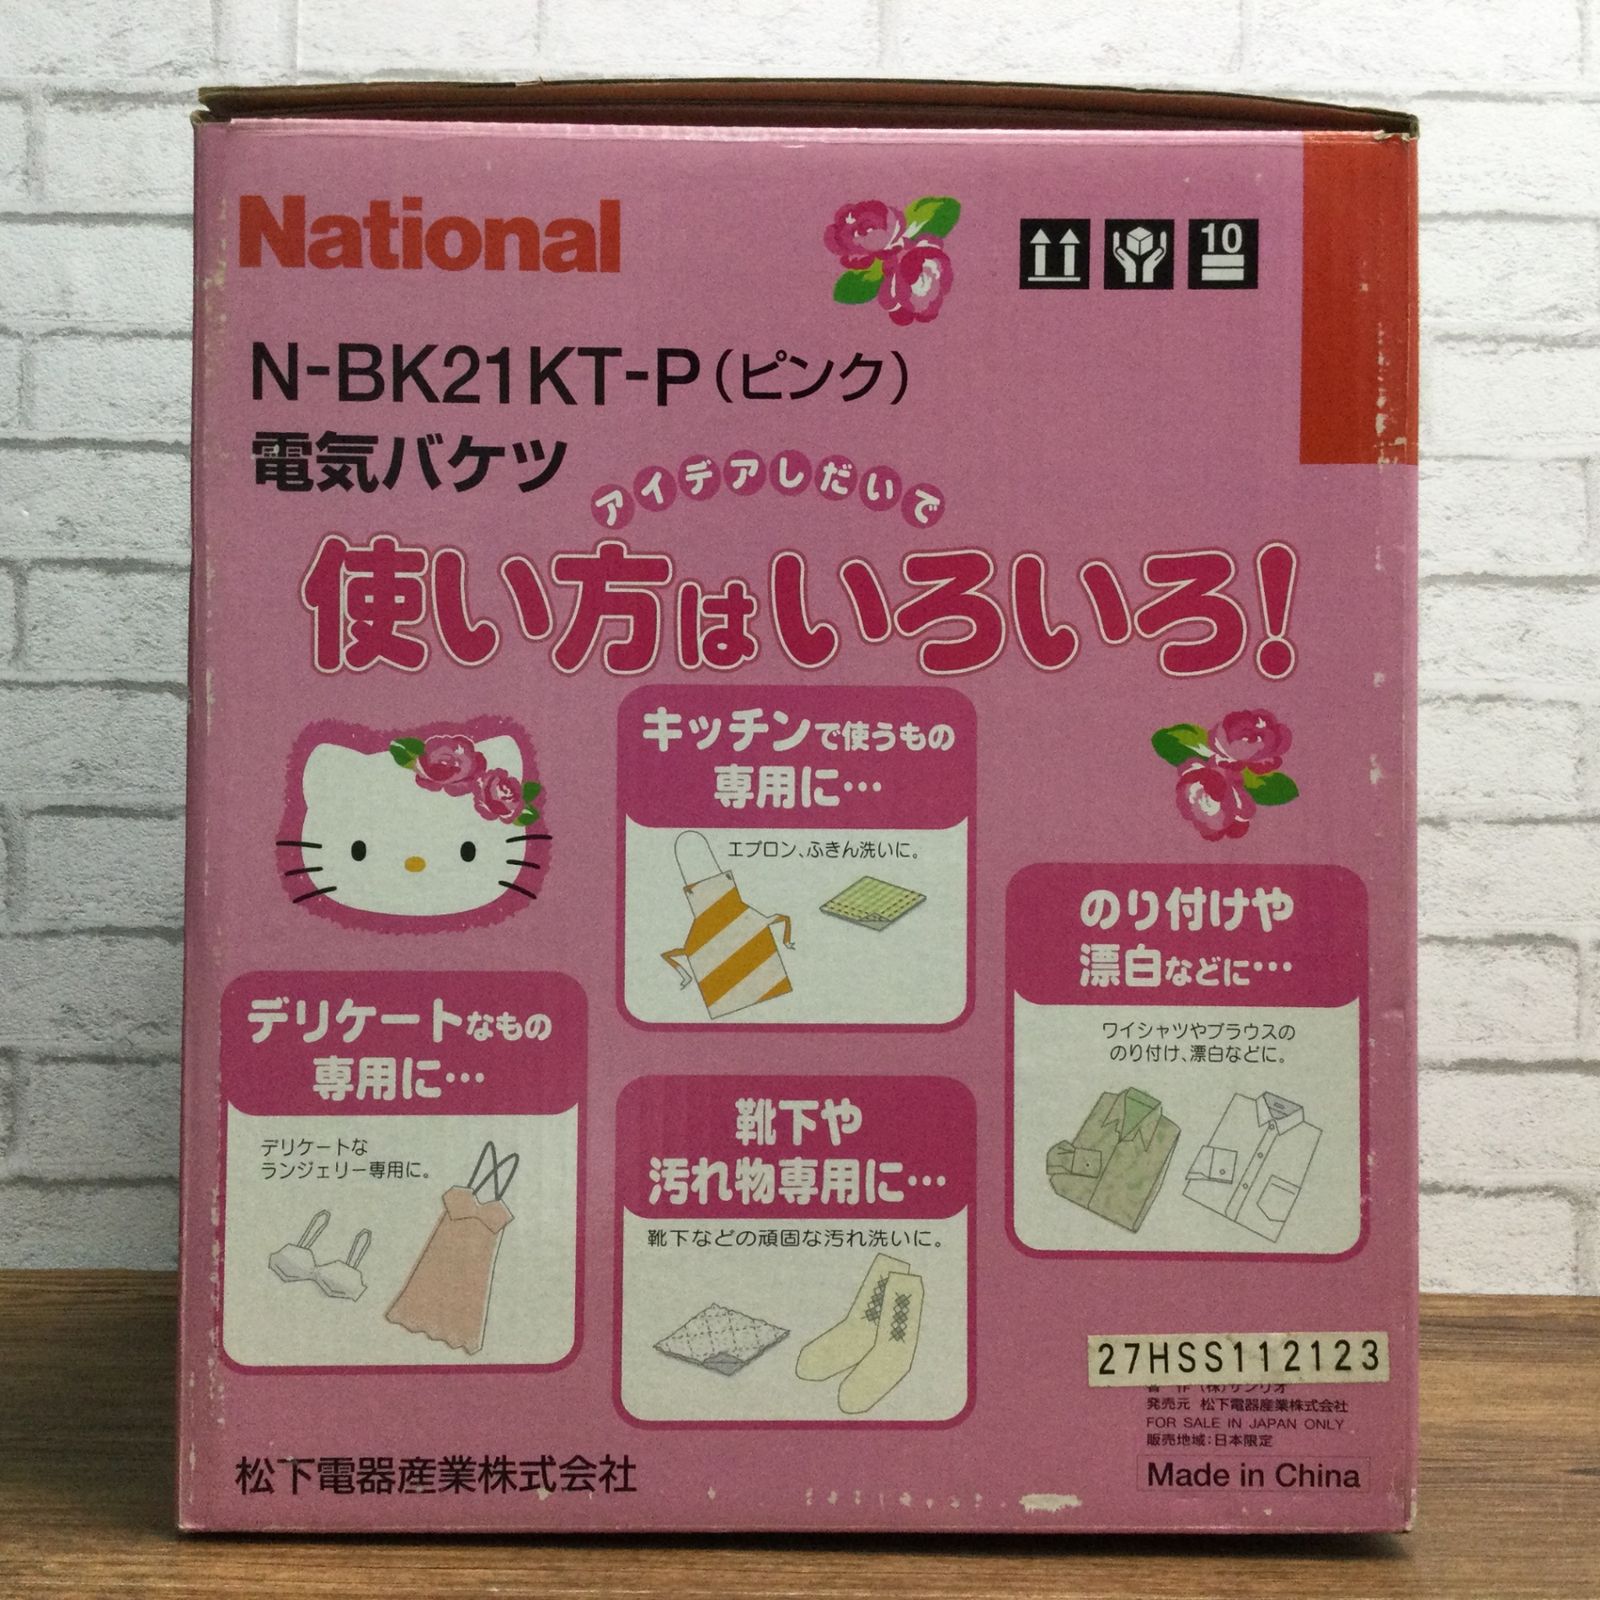 National
10
N-BK21KT-P(ピンク)
電気バケツ
アイデアしだいで
使い方はいろいろ!
キッチンで使うもの
専用に…
エプロン、ふきん洗いに。
のり付けや
漂白などに…
ワイシャツやブラウスの
のり付け、漂白などに。
デリケートなもの
専用に…
デリケートな
ランジェリー専用に。
靴下や
汚れ物専用に…
靴下などの頑固な汚れ洗いに。
27HSS112123
著 作 (株)サンリオ
発売元 松下電器産業株式会社
FOR SALE IN JAPAN ONLY
販売地域:日本限定
Made in China
松下電器産業株式会社